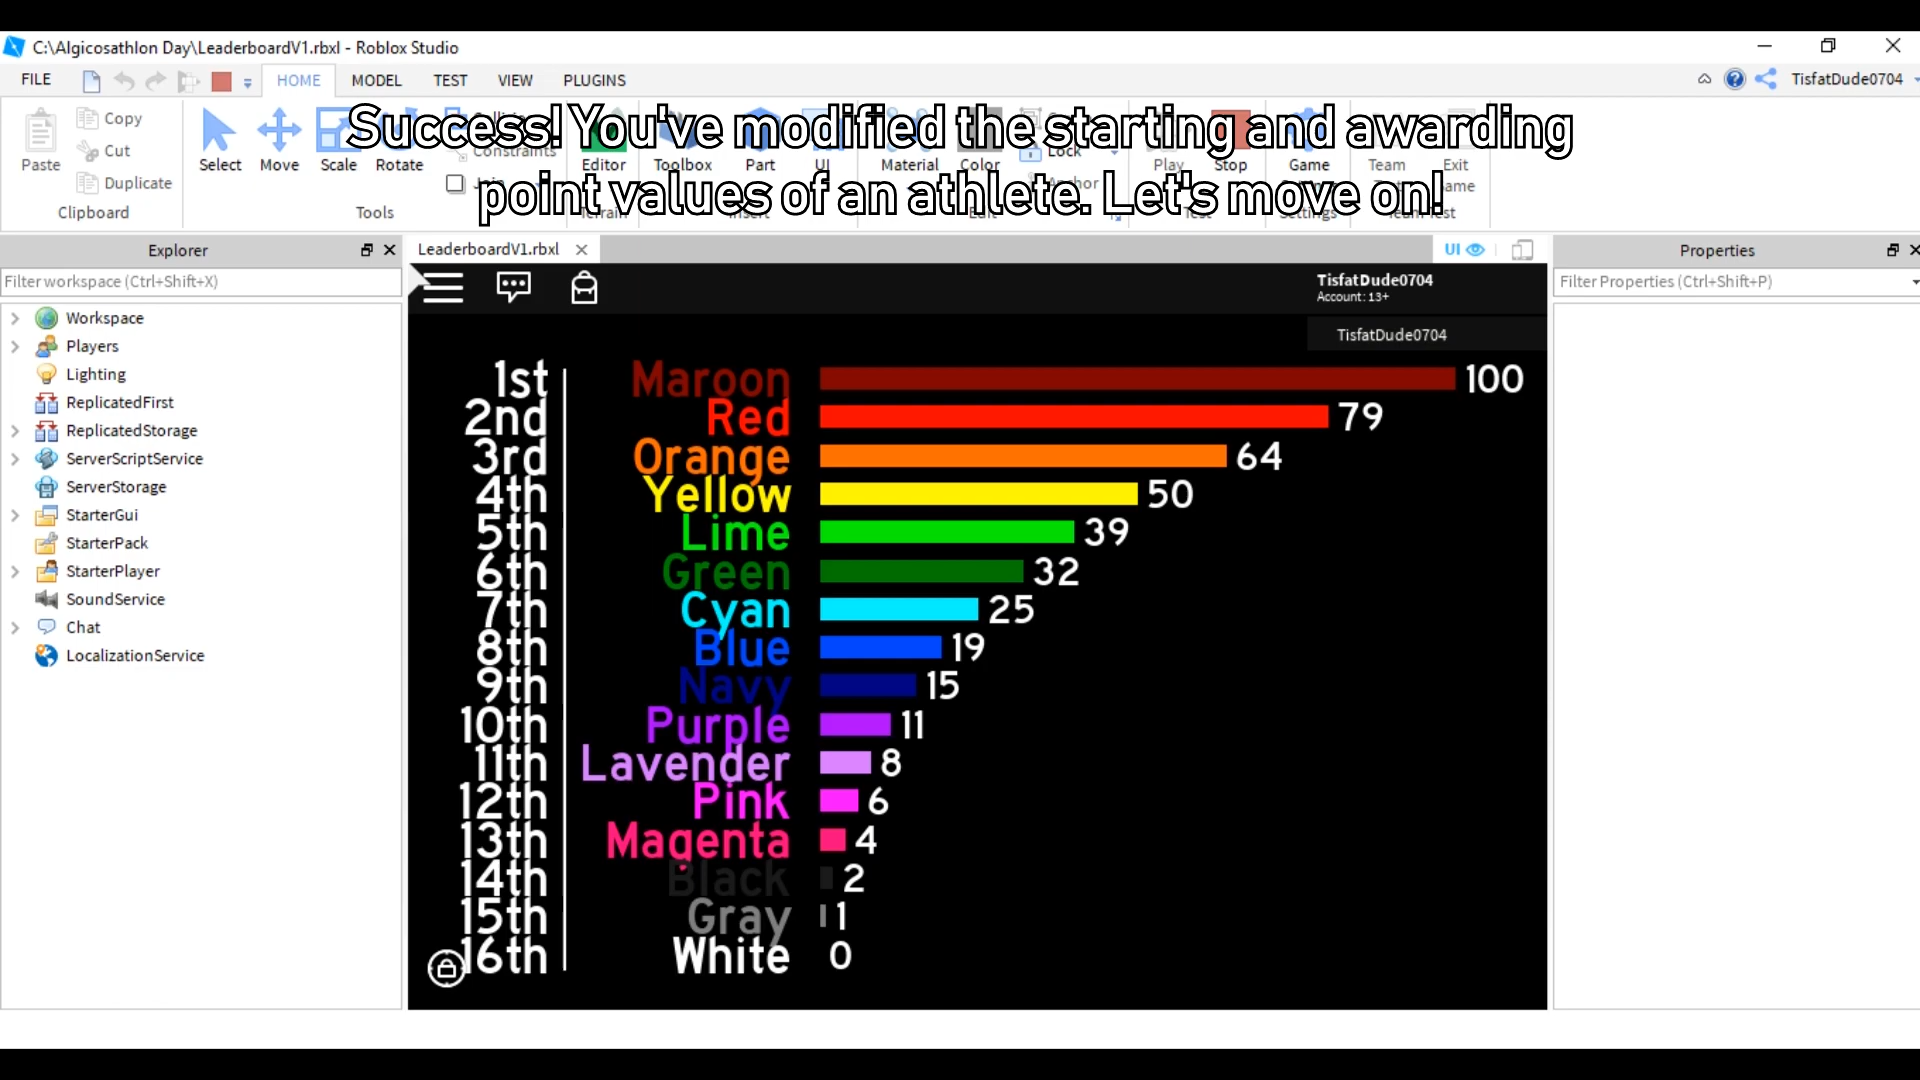 C:\Algicosathlon Day\LeaderboardV1.rbxl - Roblox Studio
FILE HOME MODEL TEST VIEW PLUGINS TisfatDude0704
Success! You've modified the starting and awarding
point values of an athlete. Let's move on!
Paste Copy Cut Duplicate
Clipboard
Select Move Scale Rotate
Constraints
Tools
Editor Toolbox Part UI
Material Color Lock Anchor
Edit
Play Stop
Game Settings
Team Test
Exit Game
Explorer
Filter workspace (Ctrl+Shift+X)
Workspace
Players
Lighting
ReplicatedFirst
ReplicatedStorage
ServerScriptService
ServerStorage
StarterGui
StarterPack
StarterPlayer
SoundService
Chat
LocalizationService
LeaderboardV1.rbxl
UI
TisfatDude0704
Account: 13+
TisfatDude0704
1st Maroon 100
2nd Red 79
3rd Orange 64
4th Yellow 50
5th Lime 39
6th Green 32
7th Cyan 25
8th Blue 19
9th Navy 15
10th Purple 11
11th Lavender 8
12th Pink 6
13th Magenta 4
14th Black 2
15th Gray 1
16th White 0
Properties
Filter Properties (Ctrl+Shift+P)